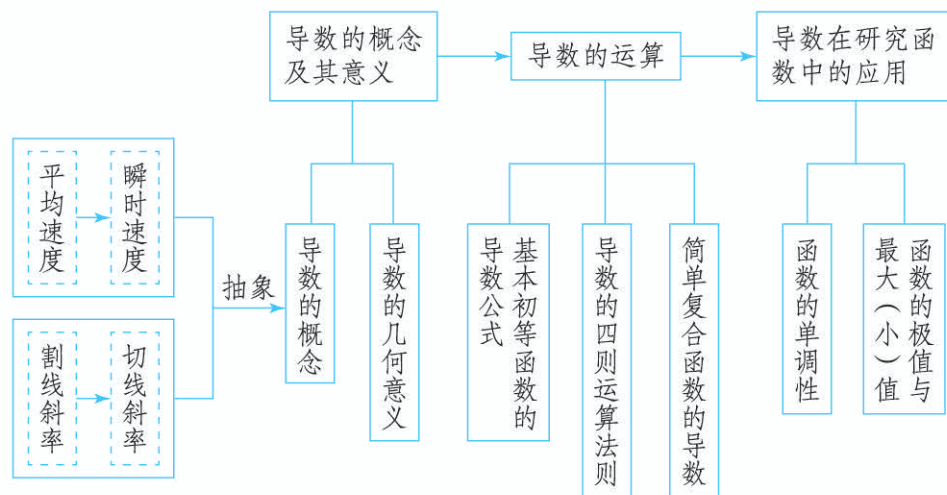 导数的概念
及其意义
导数的运算
导数在研究函
数中的应用
平均速度
瞬时速度
割线斜率
切线斜率
抽象
导数的概念
导数的几何意义
基本初等函数的
导数公式
导数的四则运算法则
简单复合函数的导数
函数的单调性
函数的极值与
最大(小)值